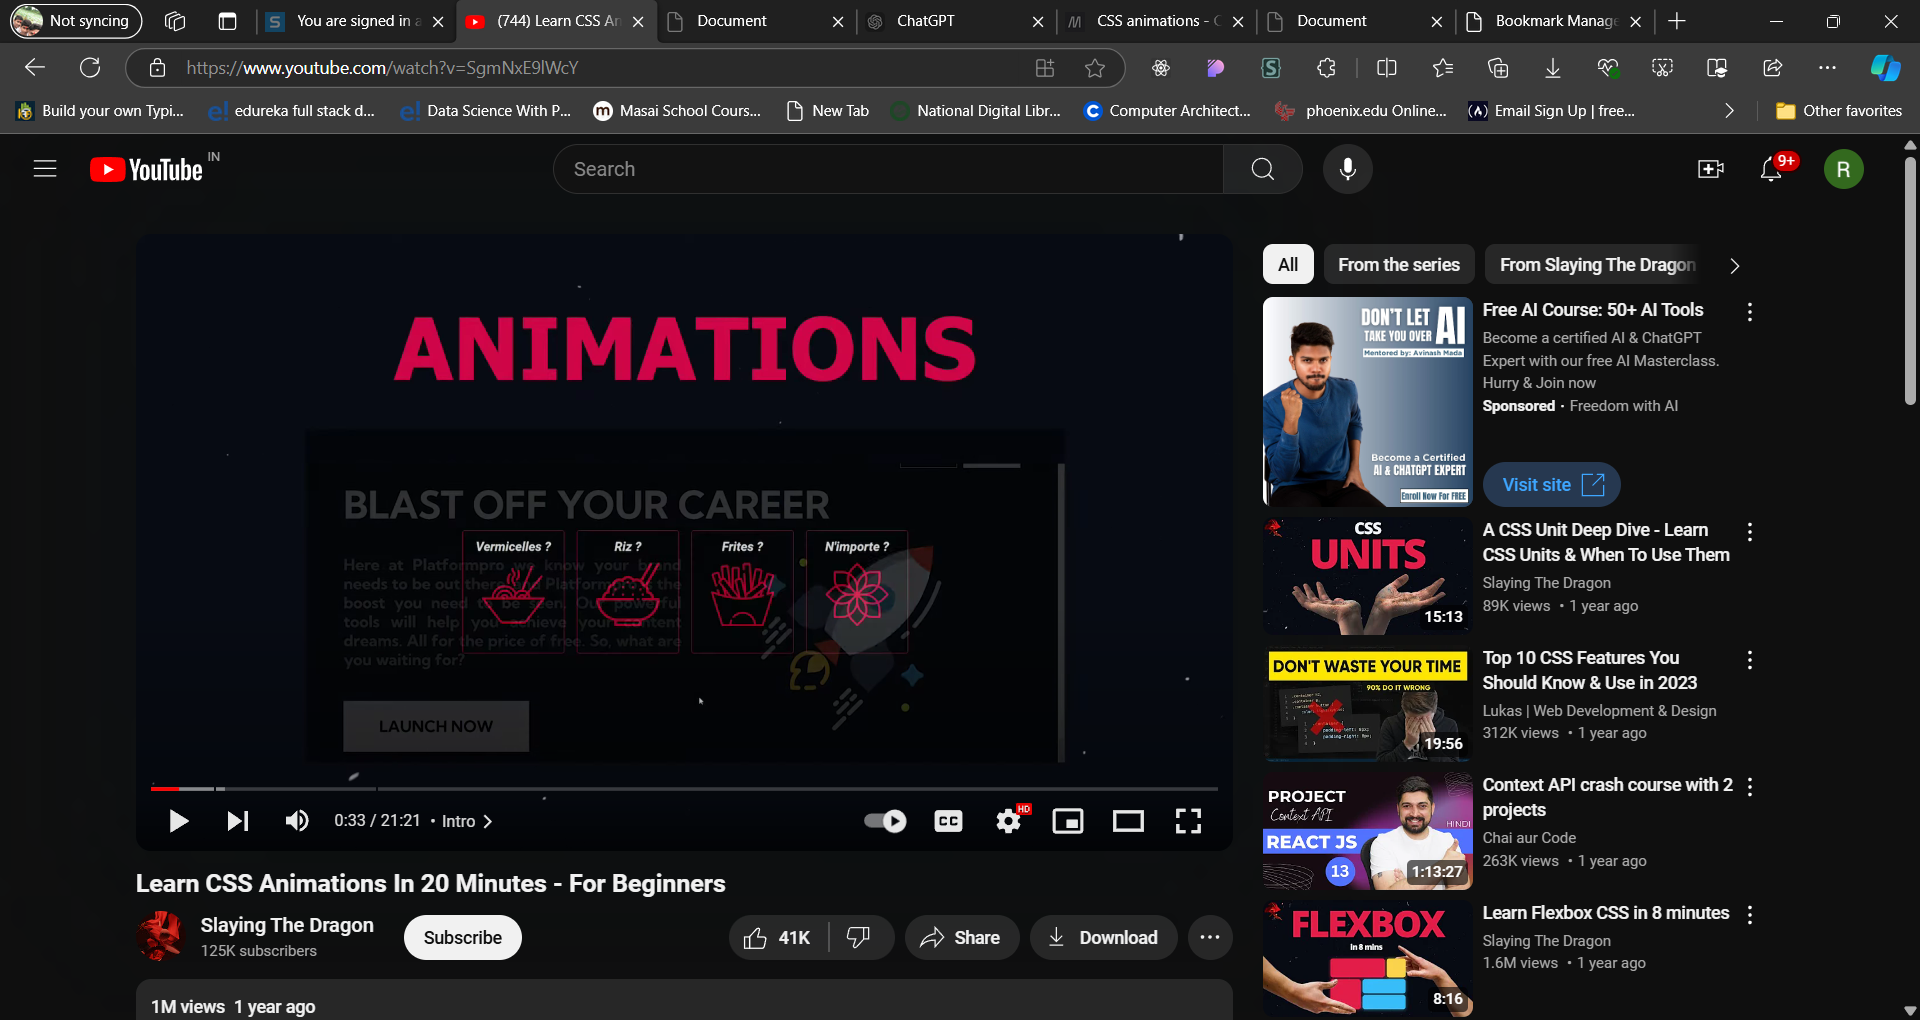 Not syncing
You are signed in a
(744) Learn CSS An
Document
ChatGPT
CSS animations - C
Document
Bookmark Manage
https://www.youtube.com/watch?v=SgmNxE9lWcY
Build your own Typi...
edureka full stack d...
Data Science With P...
Masai School Cours...
New Tab
National Digital Libr...
Computer Architect...
phoenix.edu Online...
Email Sign Up | free...
Other favorites
YouTube IN
Search
9+
R
ANIMATIONS
BLAST OFF YOUR CAREER
Vermicelles ?
Riz ?
Frites ?
N'importe ?
Here at Platformpro we know your brand
needs to be out there and Platformpro is the
boost you need to be seen. Our powerful
tools will help you achieve your content
dreams. All for the price of free. So, what are
you waiting for?
LAUNCH NOW
0:33 / 21:21 • Intro
CC
HD
Learn CSS Animations In 20 Minutes - For Beginners
Slaying The Dragon
125K subscribers
Subscribe
41K
Share
Download
1M views 1 year ago
All
From the series
From Slaying The Dragon
DON'T LET AI
TAKE YOU OVER
Mentored by: Avinash Mada
Become a Certified
AI & CHATGPT EXPERT
Enroll Now For FREE
Free AI Course: 50+ AI Tools
Become a certified AI & ChatGPT
Expert with our free AI Masterclass.
Hurry & Join now
Sponsored · Freedom with AI
Visit site
CSS
UNITS
15:13
A CSS Unit Deep Dive - Learn
CSS Units & When To Use Them
Slaying The Dragon
89K views • 1 year ago
DON'T WASTE YOUR TIME
90% DO IT WRONG
19:56
Top 10 CSS Features You
Should Know & Use in 2023
Lukas | Web Development & Design
312K views • 1 year ago
PROJECT
Context API
HINDI
REACT JS
13
1:13:27
Context API crash course with 2
projects
Chai aur Code
263K views • 1 year ago
FLEXBOX
In 8 mins
8:16
Learn Flexbox CSS in 8 minutes
Slaying The Dragon
1.6M views • 1 year ago